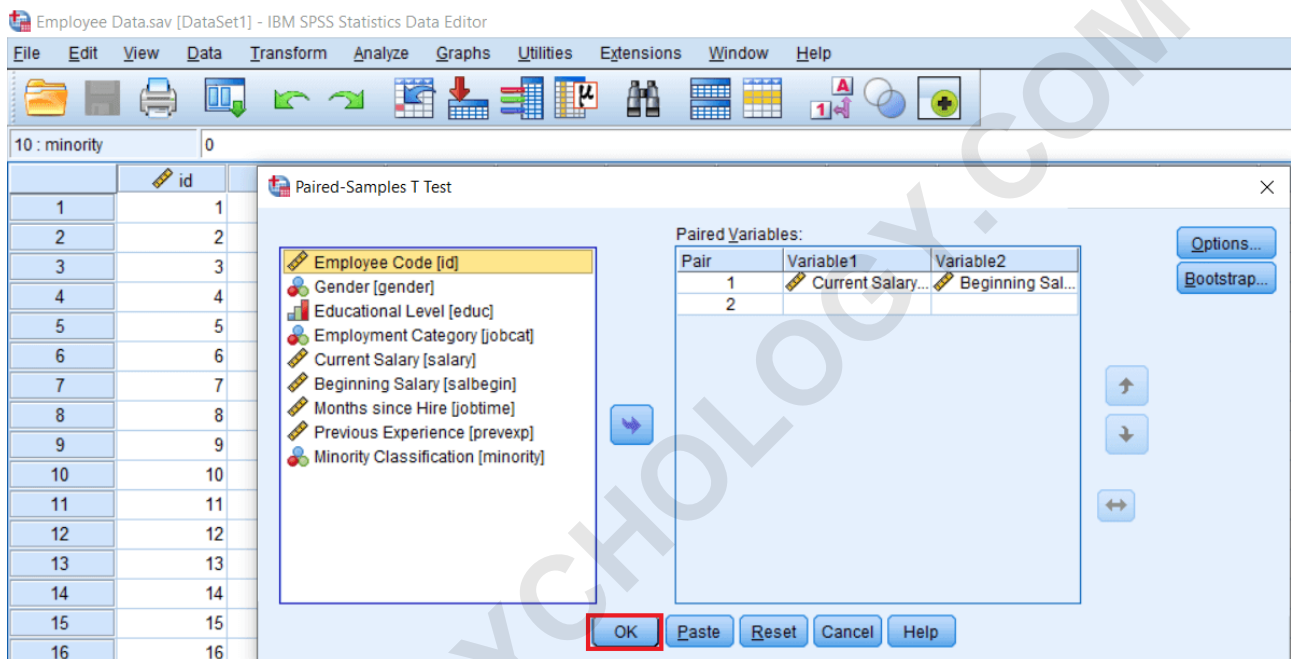 Employee Data.sav [DataSet1] - IBM SPSS Statistics Data Editor
File Edit View Data Transform Analyze Graphs Utilities Extensions Window Help
10 : minority 0
id
Paired-Samples T Test
1 1
2 2
3 3
4 4
5 5
6 6
7 7
8 8
9 9
10 10
11 11
12 12
13 13
14 14
15 15
16 16
Employee Code [id]
Gender [gender]
Educational Level [educ]
Employment Category [jobcat]
Current Salary [salary]
Beginning Salary [salbegin]
Months since Hire [jobtime]
Previous Experience [prevexp]
Minority Classification [minority]
Paired Variables:
Pair Variable1 Variable2
1 Current Salary... Beginning Sal...
2
Options...
Bootstrap...
OK Paste Reset Cancel Help
YCHOLOGY.COM